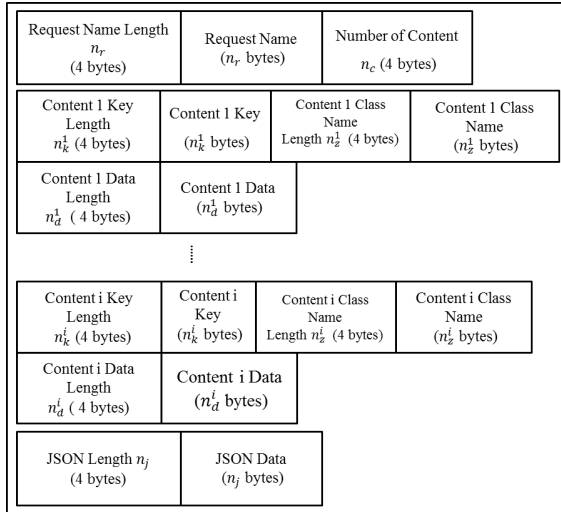 Request Name Length
n_r
(4 bytes)
Request Name
(n_r bytes)
Number of Content
n_c (4 bytes)
Content 1 Key
Length
n_k^1 (4 bytes)
Content 1 Key
(n_k^1 bytes)
Content 1 Class
Name
Length n_z^1 (4 bytes)
Content 1 Class
Name
(n_z^1 bytes)
Content 1 Data
Length
n_d^1 ( 4 bytes)
Content 1 Data
(n_d^1 bytes)
Content i Key
Length
n_k^i (4 bytes)
Content i
Key
(n_k^i bytes)
Content i Class
Name
Length n_z^i (4 bytes)
Content i Class
Name
(n_z^i bytes)
Content i Data
Length
n_d^i ( 4 bytes)
Content i Data
(n_d^i bytes)
JSON Length n_j
(4 bytes)
JSON Data
(n_j bytes)